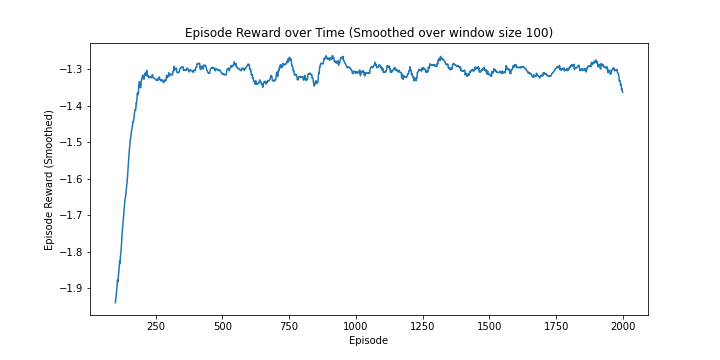 Episode Reward over Time (Smoothed over window size 100)
Episode Reward (Smoothed)
−1.3
−1.4
−1.5
−1.6
−1.7
−1.8
−1.9
250 500 750 1000 1250 1500 1750 2000
Episode